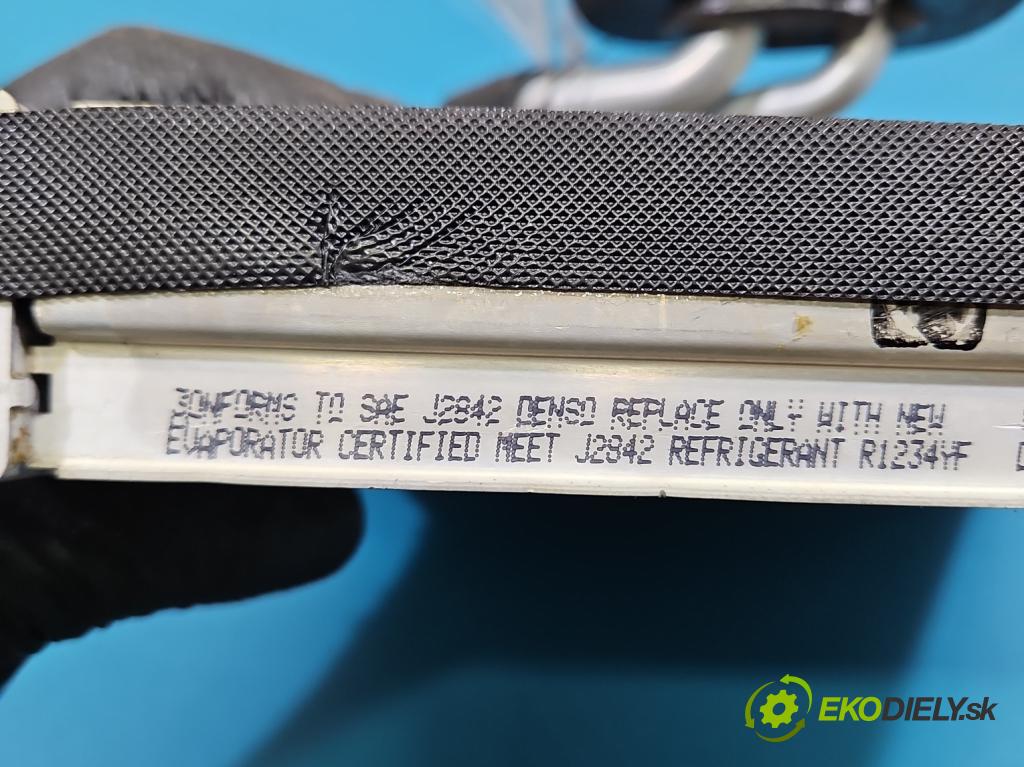 CONFORMS TO SAE J2842 DENSO REPLACE ONLY WITH NEW
EVAPORATOR CERTIFIED MEET J2842 REFRIGERANT R1234YF
EKODIELY.sk